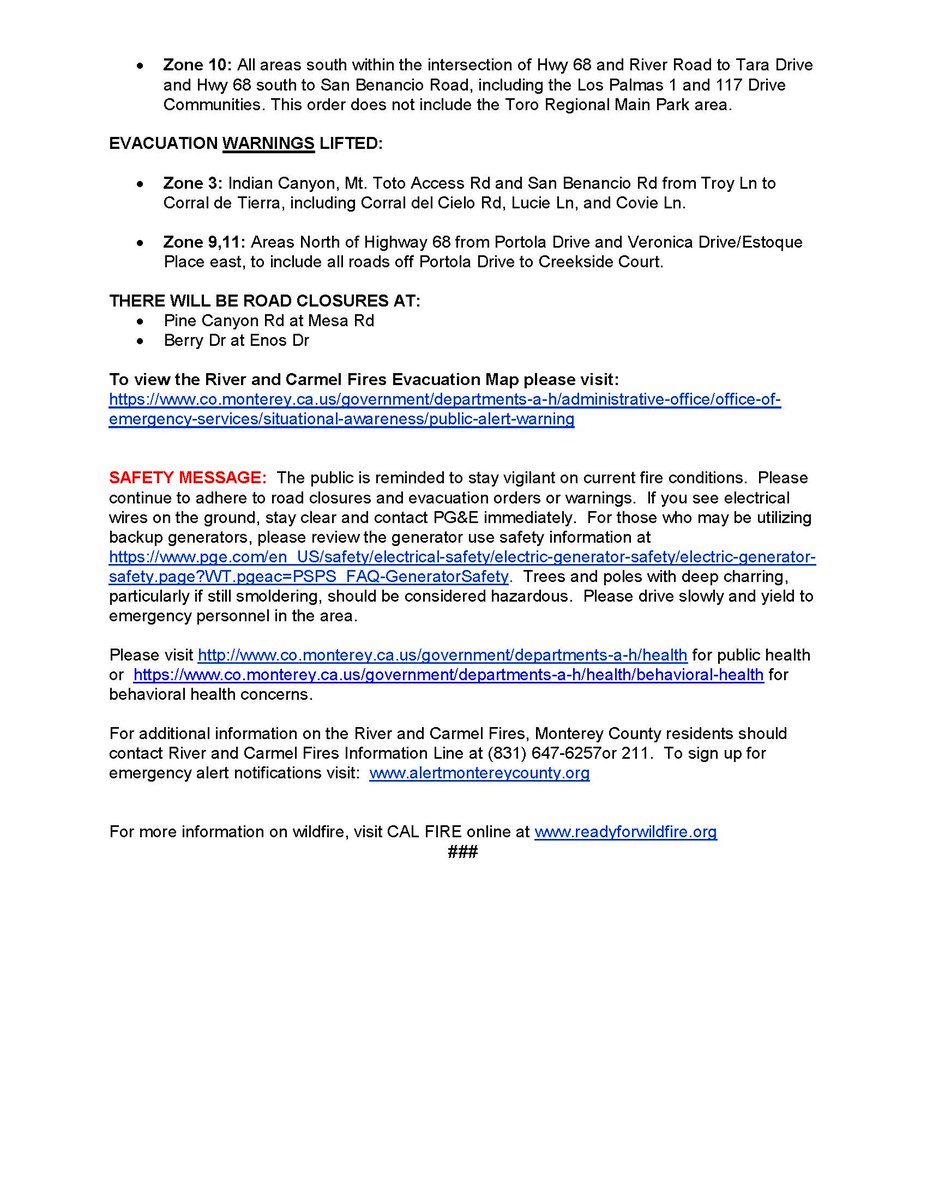 • Zone 10: All areas south within the intersection of Hwy 68 and River Road to Tara Drive
and Hwy 68 south to San Benancio Road, including the Los Palmas 1 and 117 Drive
Communities. This order does not include the Toro Regional Main Park area.
EVACUATION WARNINGS LIFTED:
• Zone 3: Indian Canyon, Mt. Toto Access Rd and San Benancio Rd from Troy Ln to
Corral de Tierra, including Corral del Cielo Rd, Lucie Ln, and Covie Ln.
• Zone 9,11: Areas North of Highway 68 from Portola Drive and Veronica Drive/Estoque
Place east, to include all roads off Portola Drive to Creekside Court.
THERE WILL BE ROAD CLOSURES AT:
• Pine Canyon Rd at Mesa Rd
• Berry Dr at Enos Dr
To view the River and Carmel Fires Evacuation Map please visit:
https://www.co.monterey.ca.us/government/departments-a-h/administrative-office/office-of-
emergency-services/situational-awareness/public-alert-warning
SAFETY MESSAGE: The public is reminded to stay vigilant on current fire conditions. Please
continue to adhere to road closures and evacuation orders or warnings. If you see electrical
wires on the ground, stay clear and contact PG&E immediately. For those who may be utilizing
backup generators, please review the generator use safety information at
https://www.pge.com/en_US/safety/electrical-safety/electric-generator-safety/electric-generator-
safety.page?WT.pgeac=PSPS_FAQ-GeneratorSafety. Trees and poles with deep charring,
particularly if still smoldering, should be considered hazardous. Please drive slowly and yield to
emergency personnel in the area.
Please visit http://www.co.monterey.ca.us/government/departments-a-h/health for public health
or https://www.co.monterey.ca.us/government/departments-a-h/health/behavioral-health for
behavioral health concerns.
For additional information on the River and Carmel Fires, Monterey County residents should
contact River and Carmel Fires Information Line at (831) 647-6257or 211. To sign up for
emergency alert notifications visit: www.alertmontereycounty.org
For more information on wildfire, visit CAL FIRE online at www.readyforwildfire.org
###